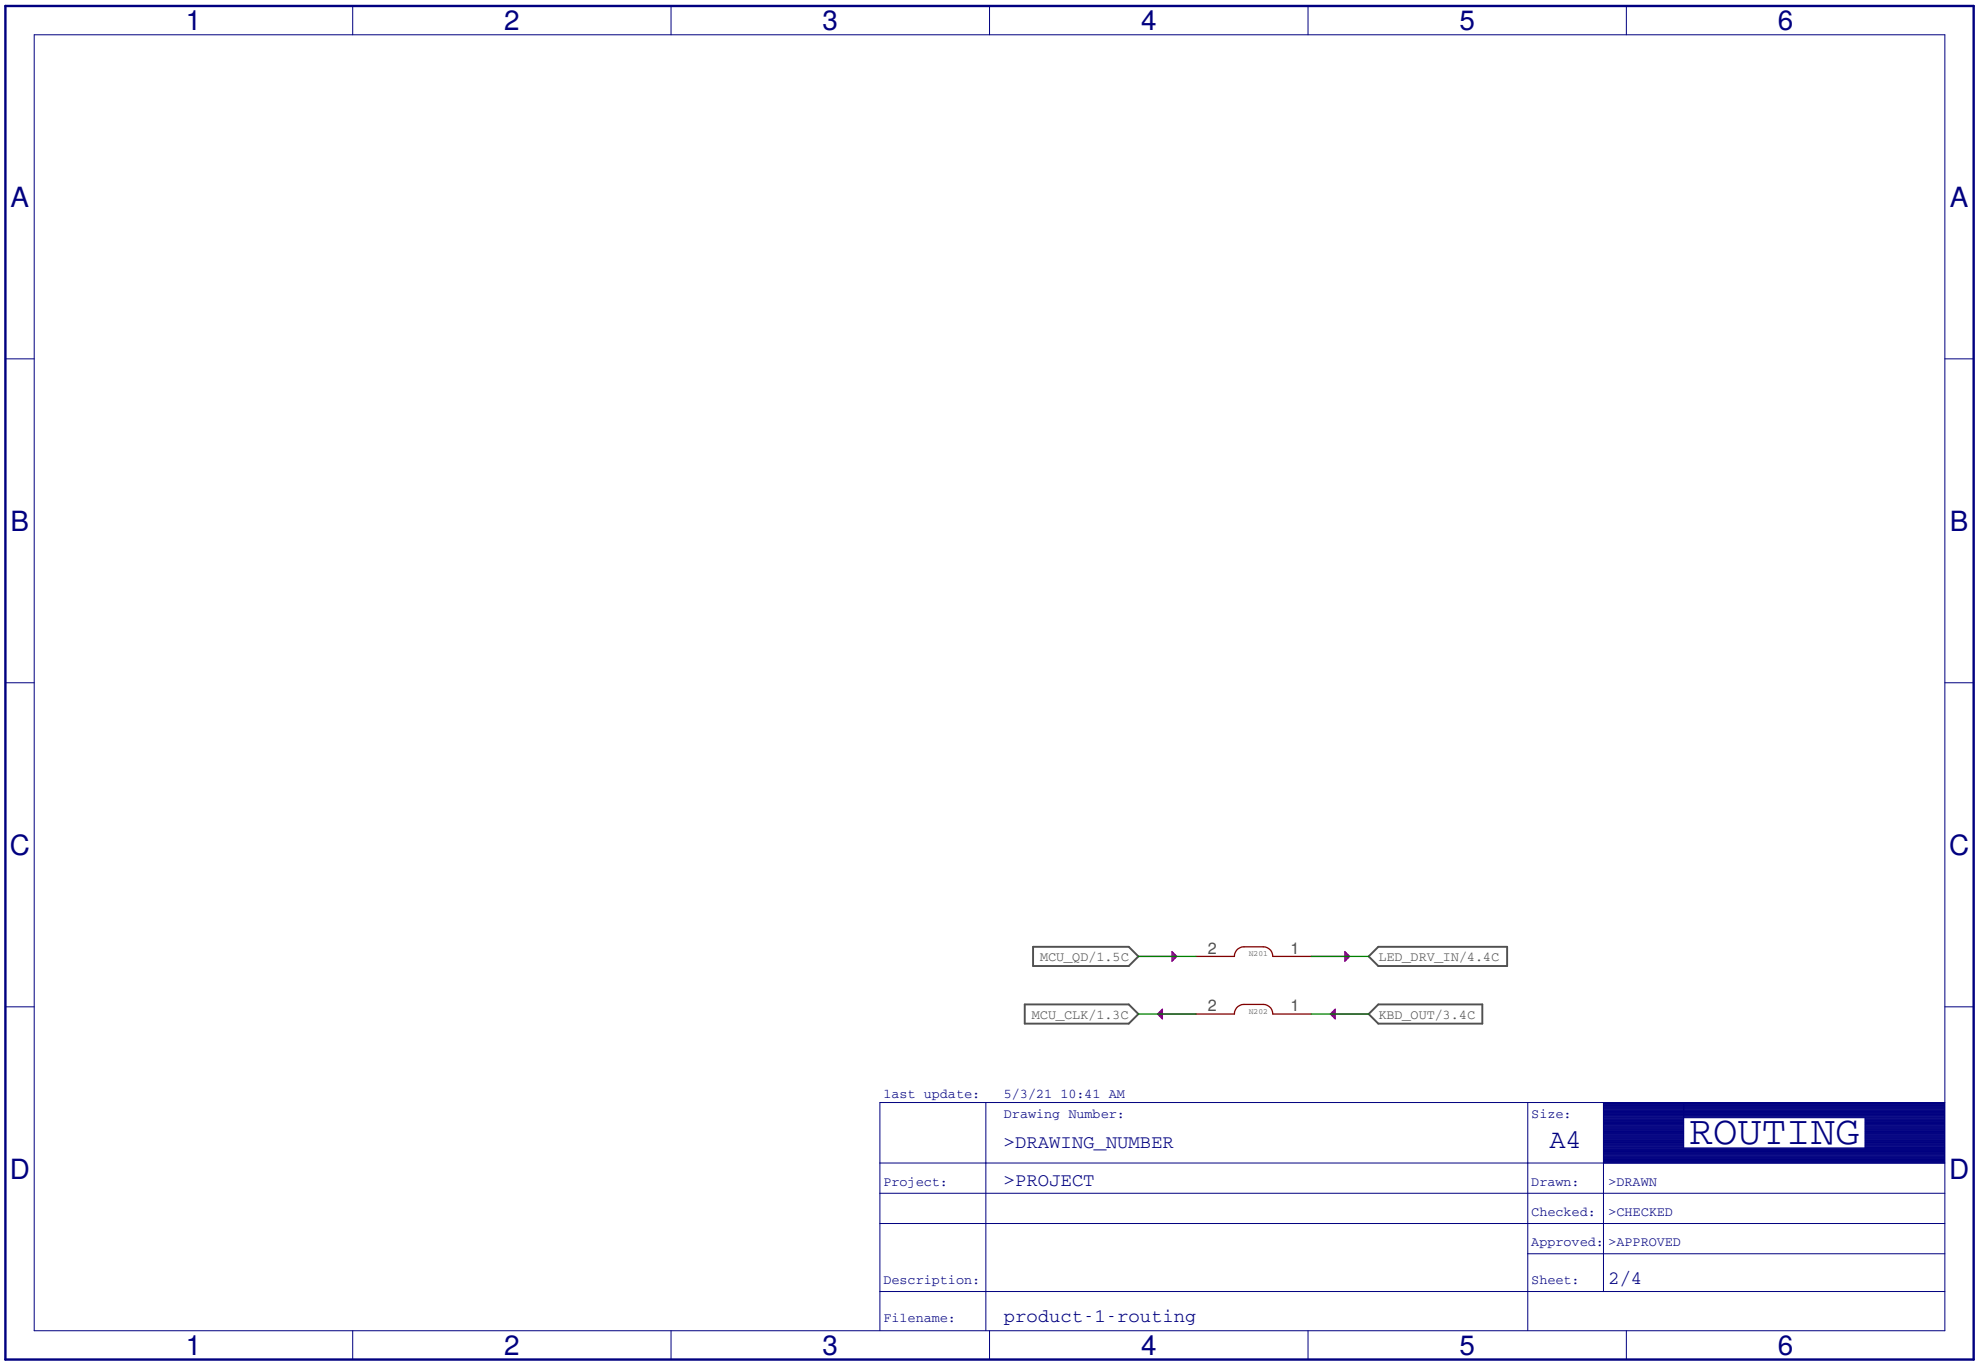 1 2 3 4 5 6
A A
B B
C C
MCU_QD/1.5C 2 N201 1 LED_DRV_IN/4.4C
MCU_CLK/1.3C 2 N202 1 KBD_OUT/3.4C
last update: 5/3/21 10:41 AM
Drawing Number:
>DRAWING_NUMBER
Size:
A4
ROUTING
D D
Project: >PROJECT
Drawn: >DRAWN
Checked: >CHECKED
Approved: >APPROVED
Description:
Sheet: 2/4
Filename: product-1-routing
1 2 3 4 5 6